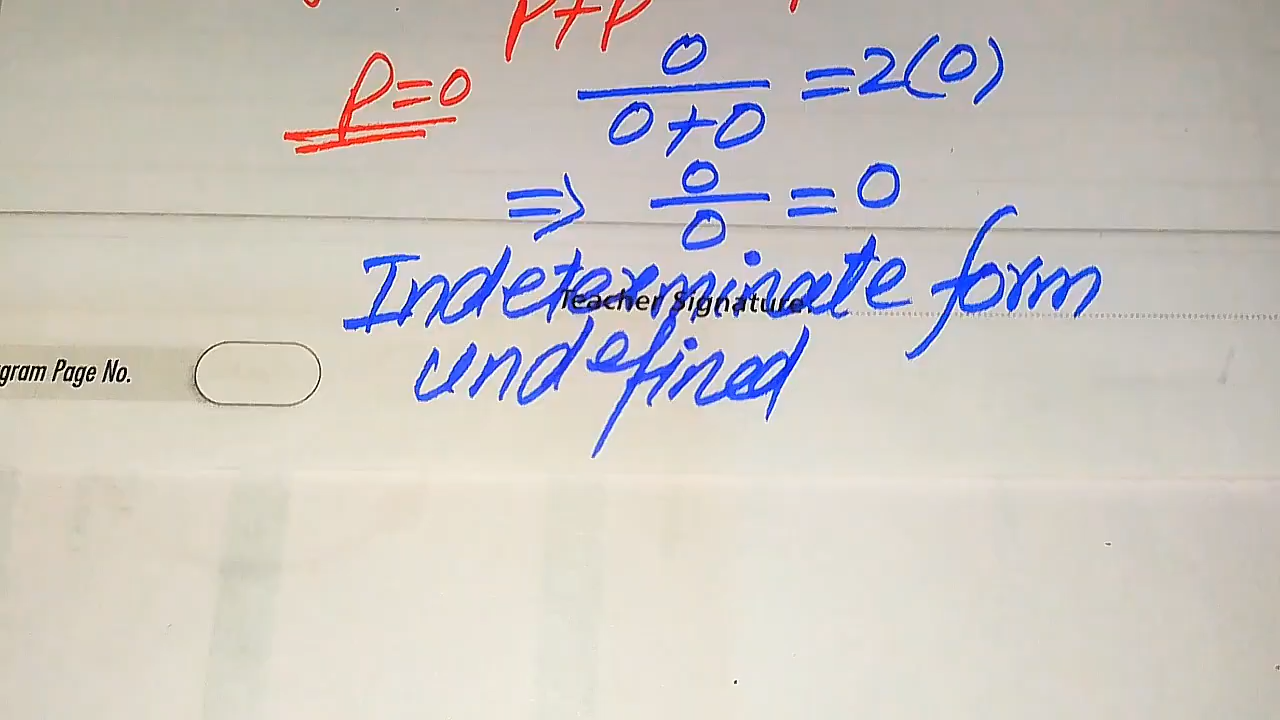 P+P
P=0
0/(0+0) =2(0)
=> 0/0 = 0
Indeterminate form
Teacher Signature
undefined
gram Page No.